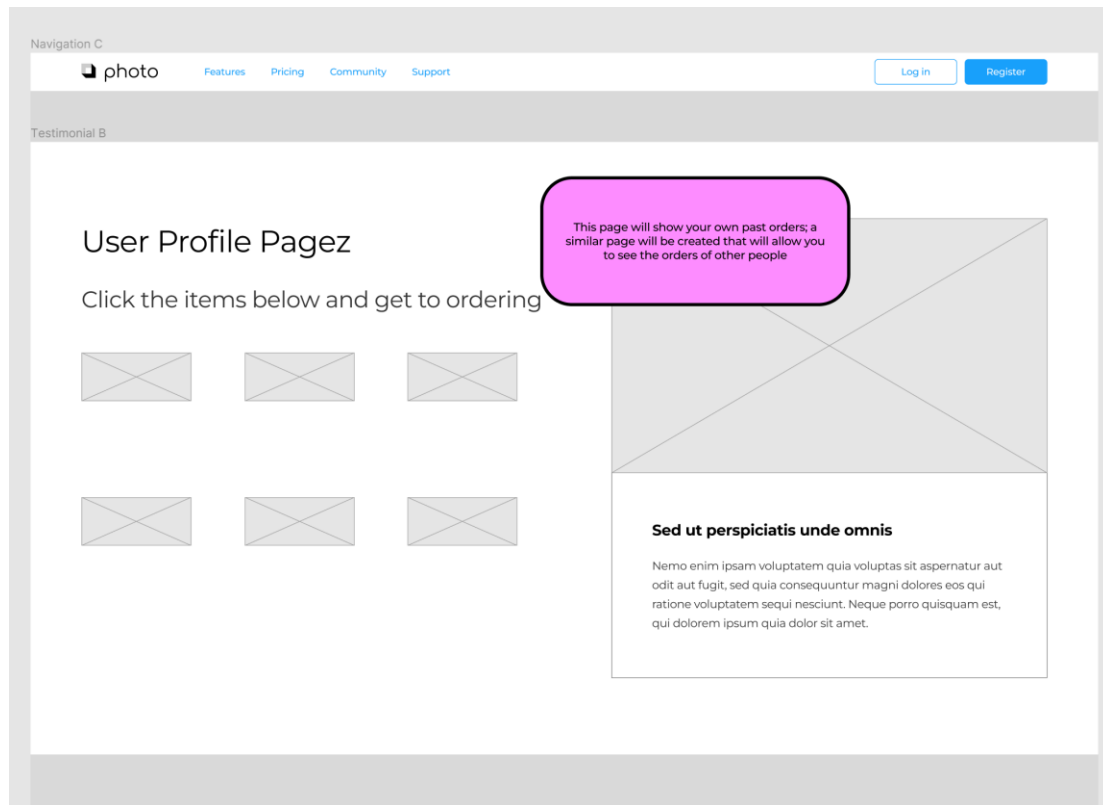 Navigation C
photo
Features Pricing Community Support
Log in Register
Testimonial B
User Profile Pagez
Click the items below and get to ordering
This page will show your own past orders; a
similar page will be created that will allow you
to see the orders of other people
Sed ut perspiciatis unde omnis
Nemo enim ipsam voluptatem quia voluptas sit aspernatur aut
odit aut fugit, sed quia consequuntur magni dolores eos qui
ratione voluptatem sequi nesciunt. Neque porro quisquam est,
qui dolorem ipsum quia dolor sit amet.